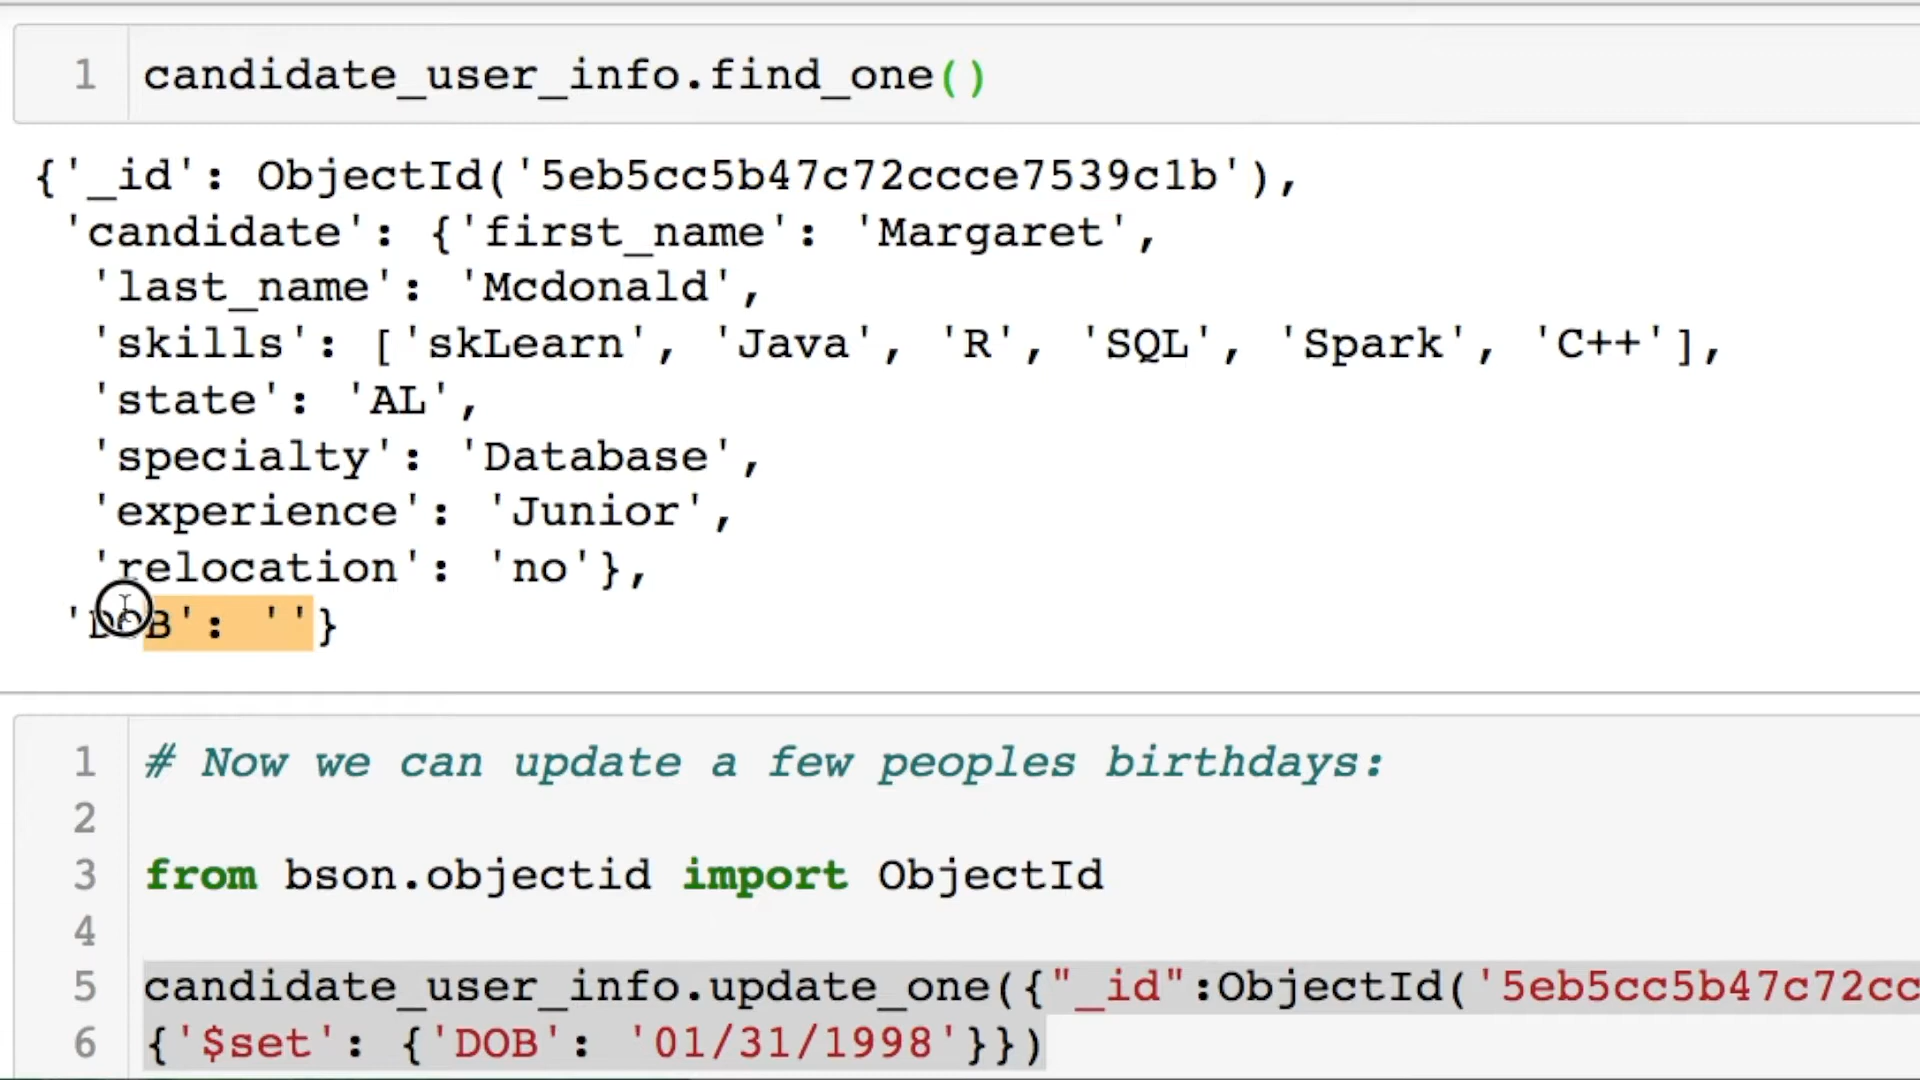 1 candidate_user_info.find_one()
{'_id': ObjectId('5eb5cc5b47c72ccce7539c1b'),
'candidate': {'first_name': 'Margaret',
'last_name': 'Mcdonald',
'skills': ['skLearn', 'Java', 'R', 'SQL', 'Spark', 'C++'],
'state': 'AL',
'specialty': 'Database',
'experience': 'Junior',
'relocation': 'no'},
'DOB': ''}
1 # Now we can update a few peoples birthdays:
2
3 from bson.objectid import ObjectId
4
5 candidate_user_info.update_one({"_id":ObjectId('5eb5cc5b47c72cc
6 {'$set': {'DOB': '01/31/1998'}})